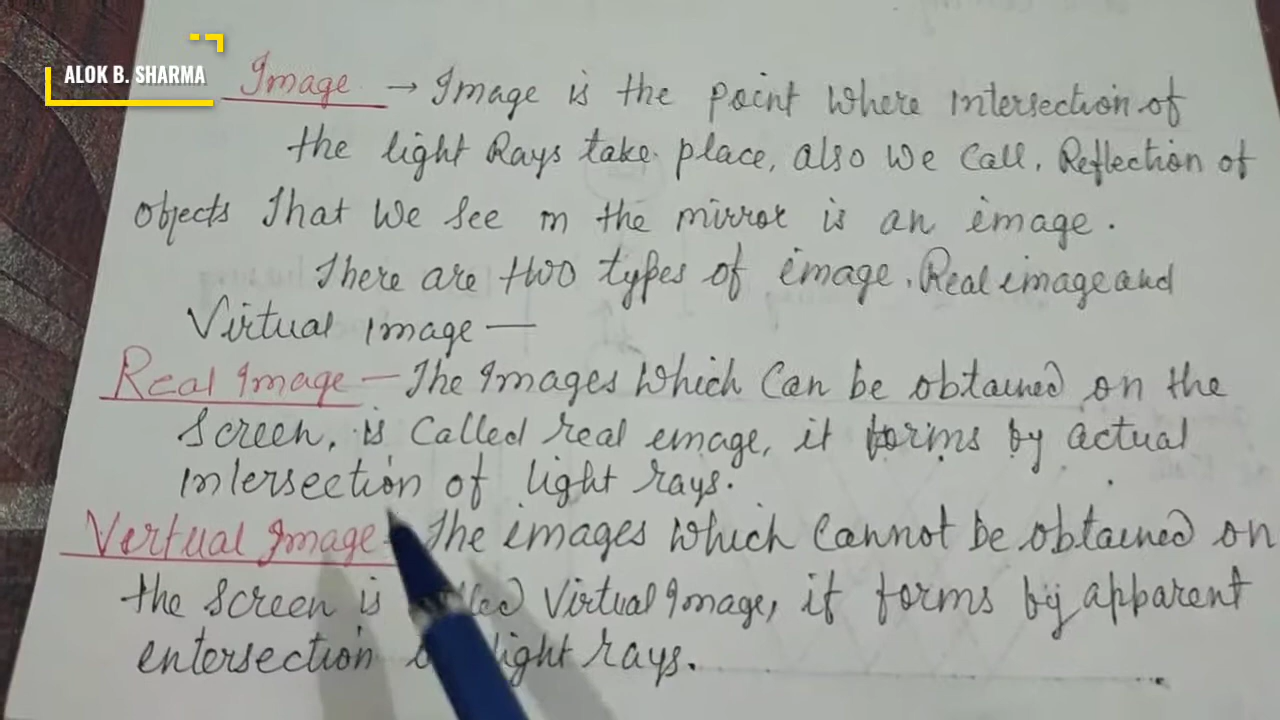 ALOK B. SHARMA
Image → Image is the point where intersection of
the light Rays take place, also we call, Reflection of
objects that we see in the mirror is an image.
There are two types of image. Real image and
Virtual image —
Real image — The images which can be obtained on the
screen, is called real emage, it forms by actual
intersection of light rays.
Vertual image - The images which cannot be obtained on
the screen is virtual image, it forms by apparent
entersection light rays.